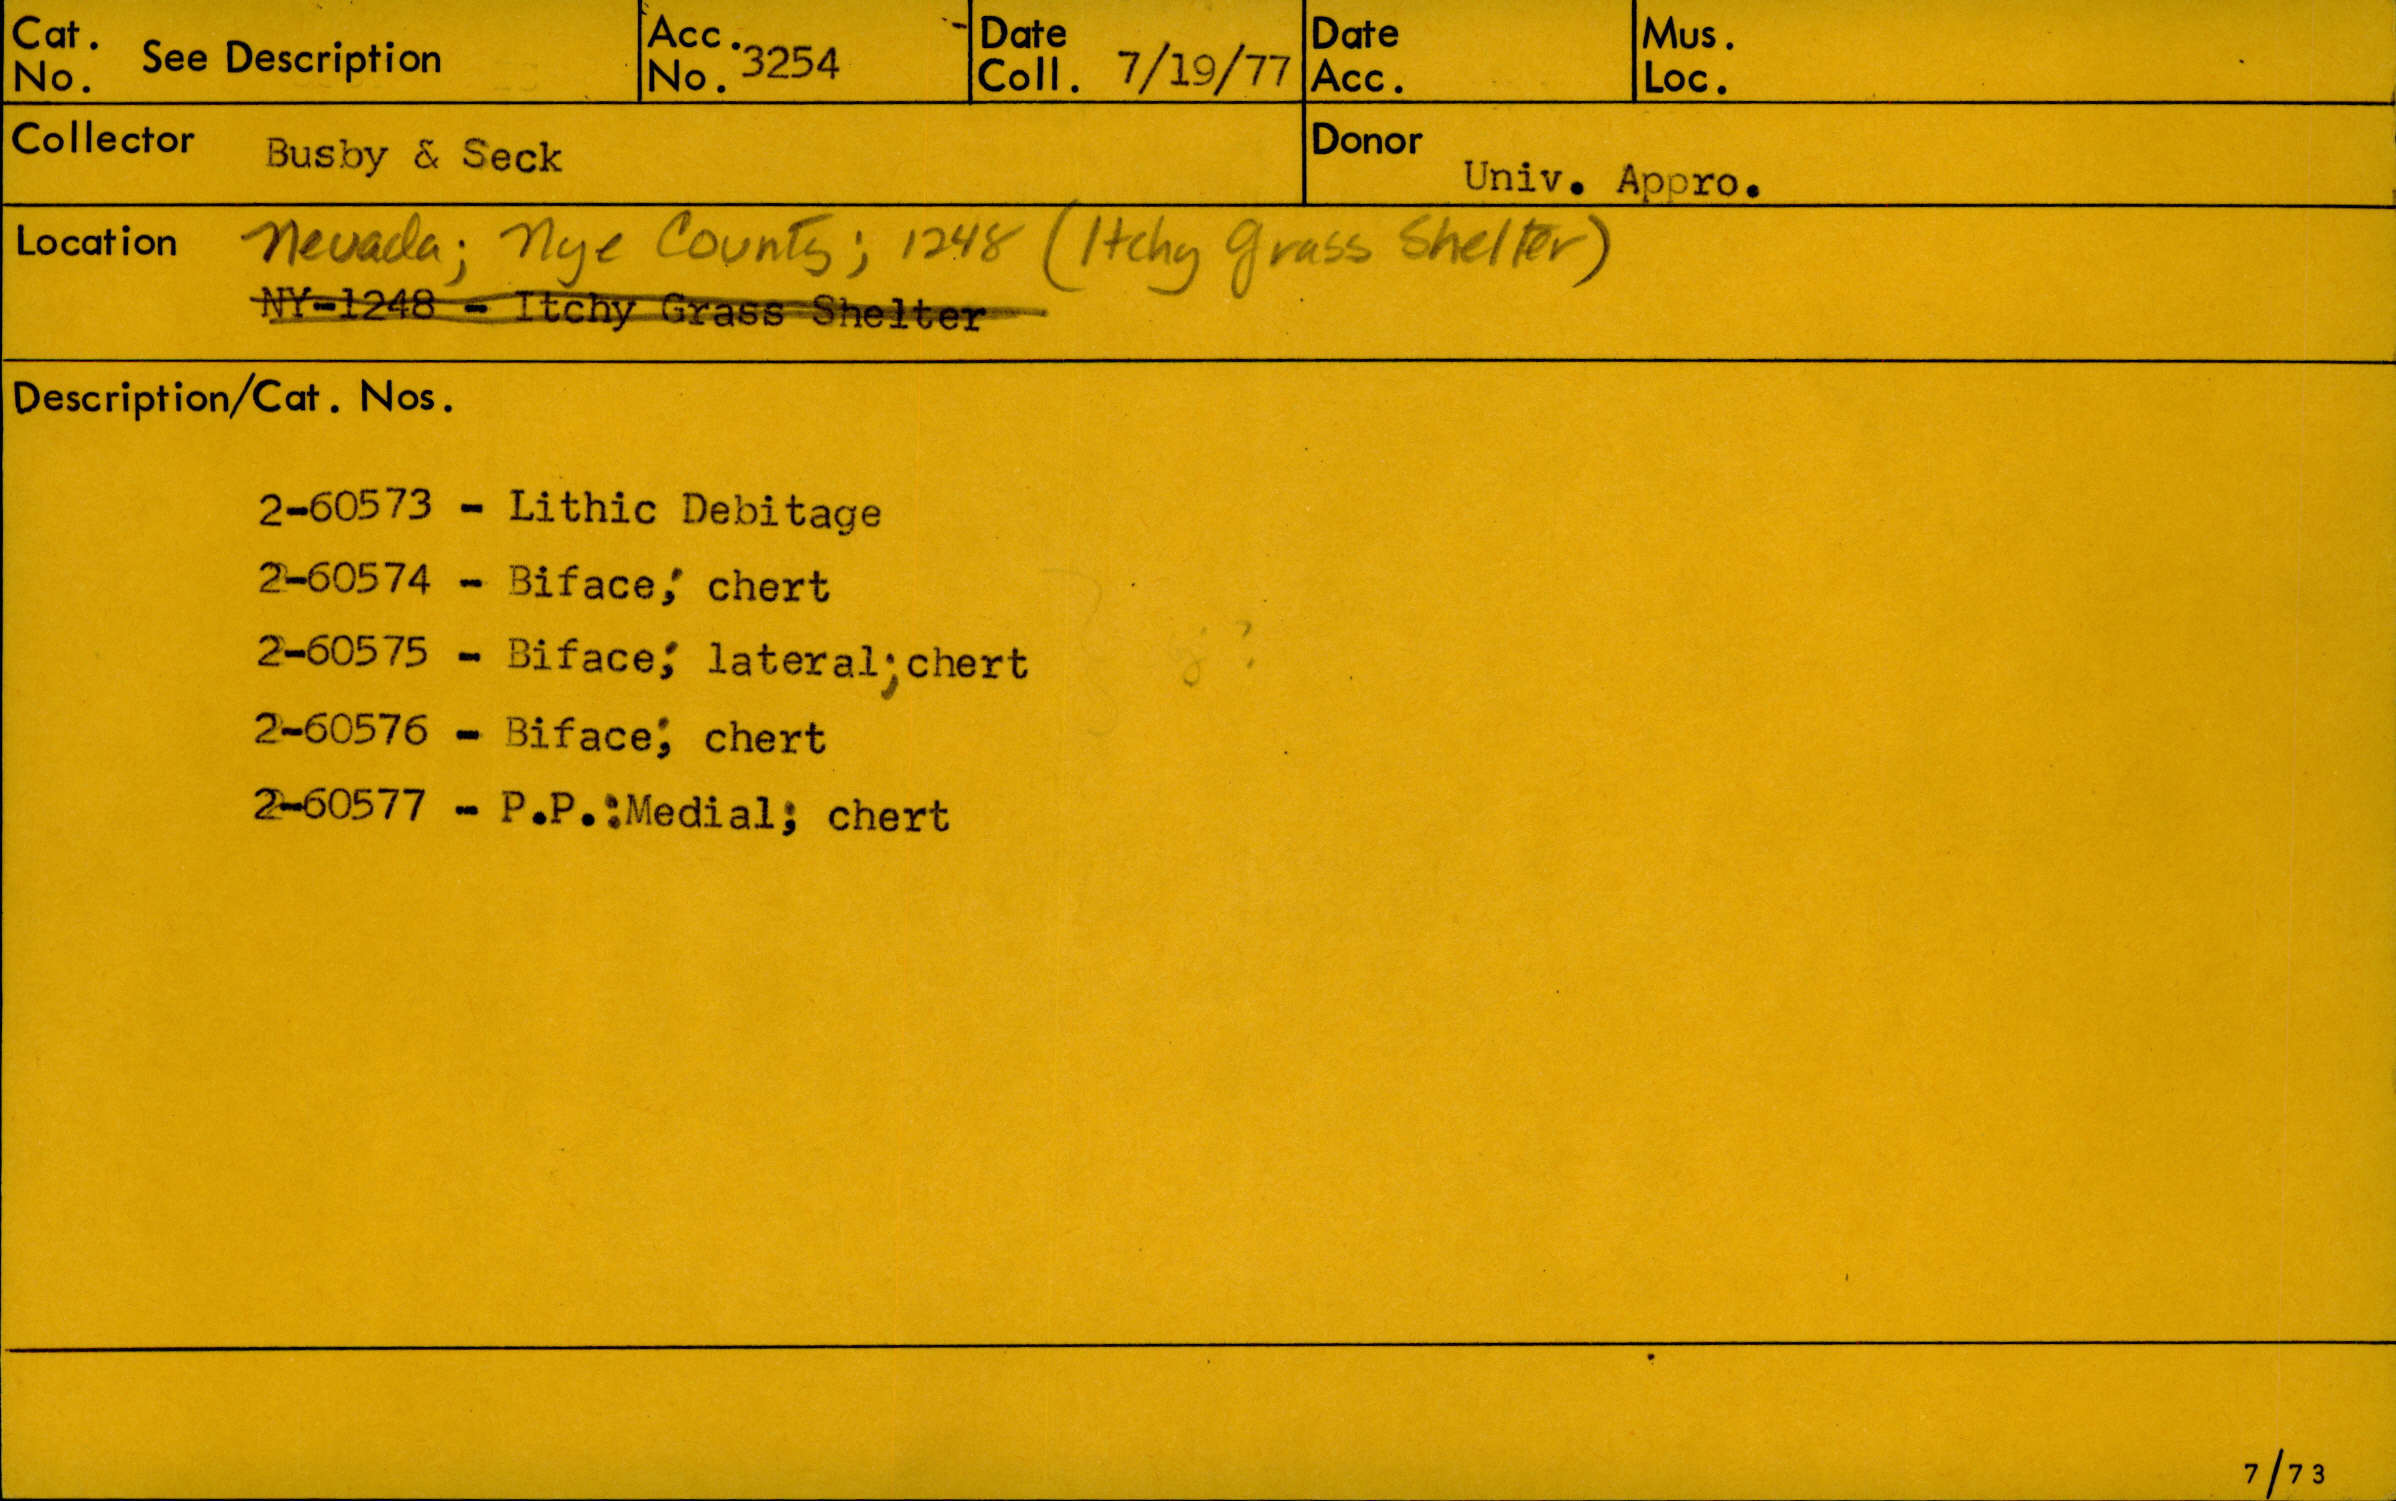 Cat. No. See Description Acc. No. 3254 Date Coll. 7/19/77 Date Acc. Mus. Loc.
Collector Busby & Seck Donor Univ. Appro.
Location Nevada; Nye County; 1248 (Itchy Grass Shelter)
NY-1248 - Itchy Grass Shelter
Description/Cat. Nos.
2-60573 - Lithic Debitage
2-60574 - Biface; chert
2-60575 - Biface; lateral; chert
2-60576 - Biface; chert
2-60577 - P.P.:Medial; chert
7/73